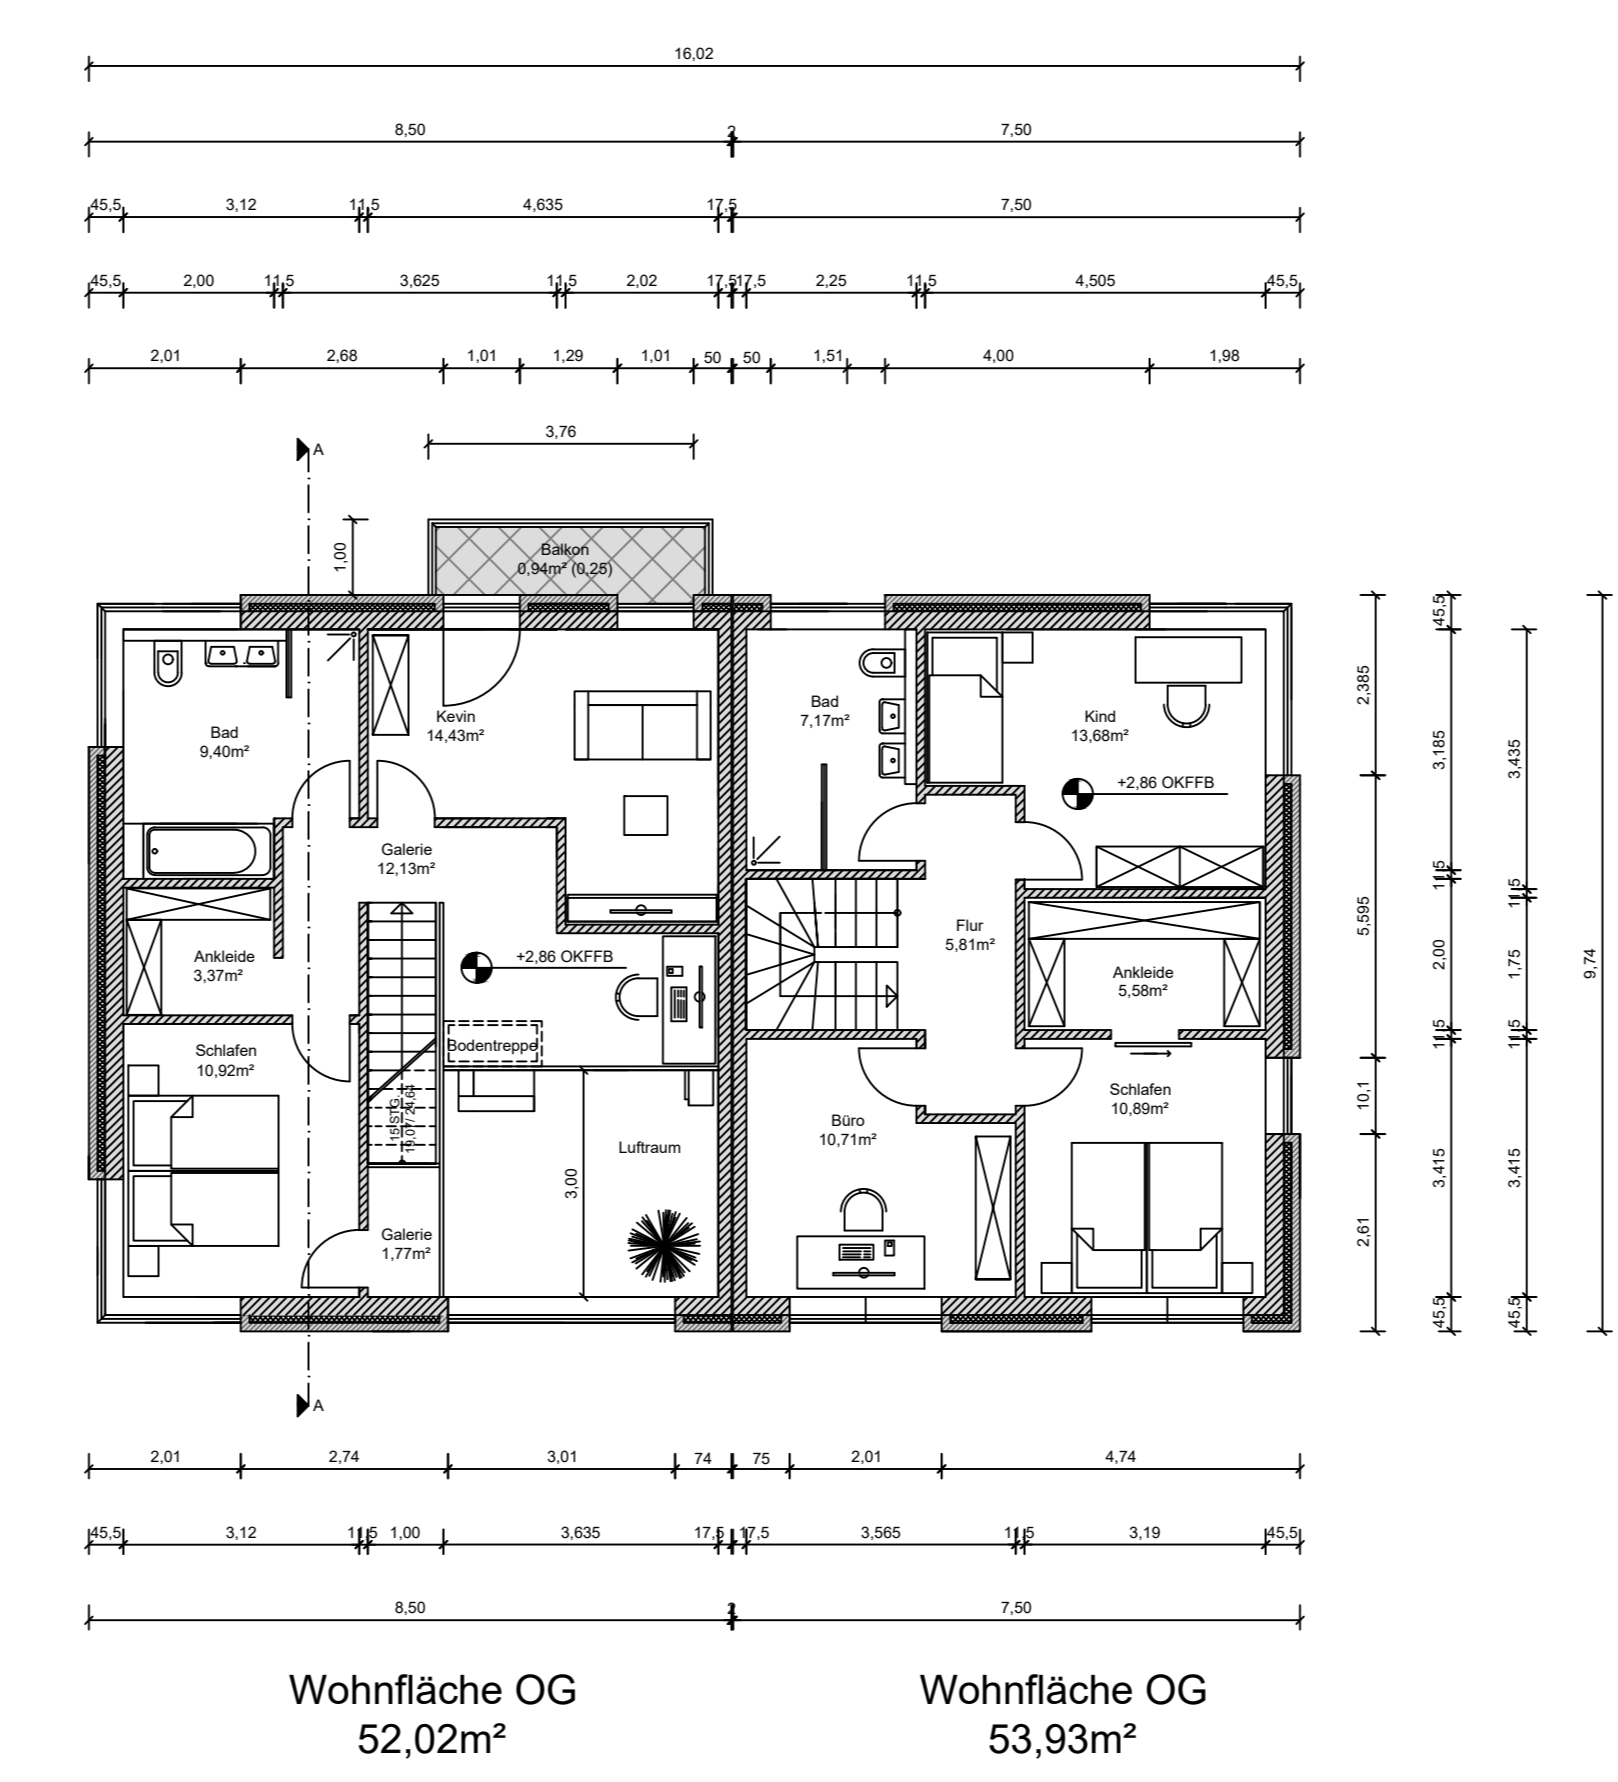 16,02
8,50
2
7,50
45,5
3,12
11,5
4,635
17,5
7,50
45,5
2,00
11,5
3,625
11,5
2,02
17,5
17,5
2,25
11,5
4,505
45,5
2,01
2,68
1,01
1,29
1,01
50
50
1,51
4,00
1,98
3,76
A
1,00
Balkon
0,94m² (0,25)
Bad
9,40m²
Kevin
14,43m²
Bad
7,17m²
Kind
13,68m²
+2,86 OKFFB
Galerie
12,13m²
Ankleide
3,37m²
+2,86 OKFFB
Flur
5,81m²
Ankleide
5,58m²
Bodentreppe
Schlafen
10,92m²
15 STG.
19,07/ 24,64
Luftraum
3,00
Galerie
1,77m²
Büro
10,71m²
Schlafen
10,89m²
A
2,385
5,595
10,1
2,61
45,5
3,185
11,5
2,00
11,5
3,415
45,5
3,435
11,5
1,75
11,5
3,415
45,5
9,74
2,01
2,74
3,01
74
75
2,01
4,74
45,5
3,12
11,5
1,00
3,635
17,5
17,5
3,565
11,5
3,19
45,5
8,50
2
7,50
Wohnfläche OG
52,02m²
Wohnfläche OG
53,93m²